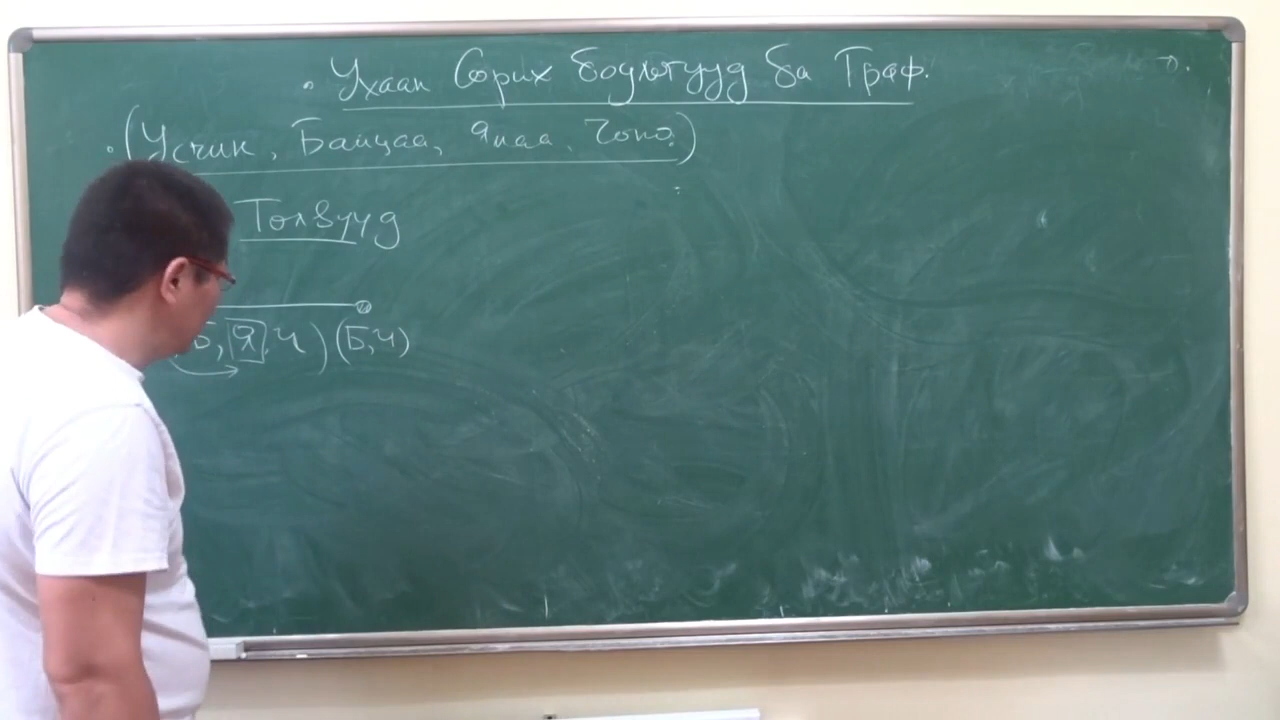 . Ухаан Сорих бодлогууд ба Граф.
. (Усчин, Байцаа, Ямаа, Чоно.)
Төлвүүд
Б, Я, Ч) (Б, Ч)